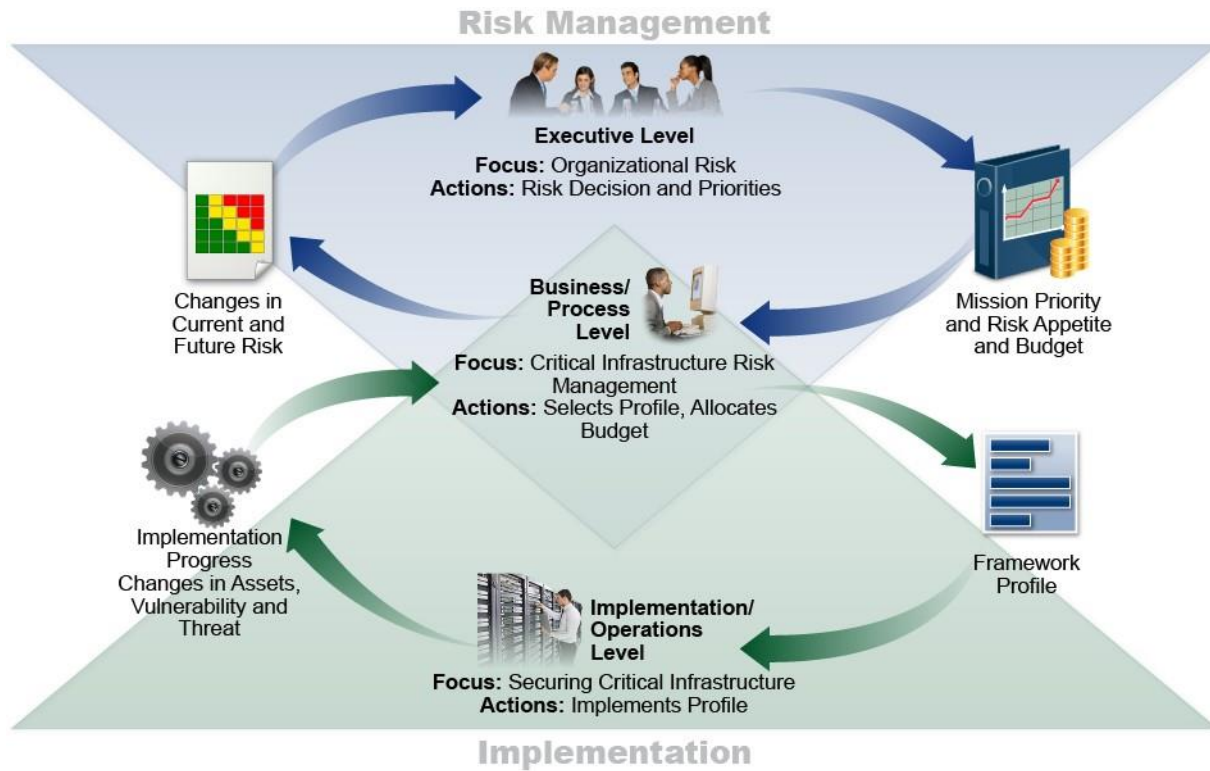 Risk Management
Executive Level
Focus: Organizational Risk
Actions: Risk Decision and Priorities
Changes in
Current and
Future Risk
Mission Priority
and Risk Appetite
and Budget
Business/
Process
Level
Focus: Critical Infrastructure Risk
Management
Actions: Selects Profile, Allocates
Budget
Implementation
Progress
Changes in Assets,
Vulnerability and
Threat
Framework
Profile
Implementation/
Operations
Level
Focus: Securing Critical Infrastructure
Actions: Implements Profile
Implementation